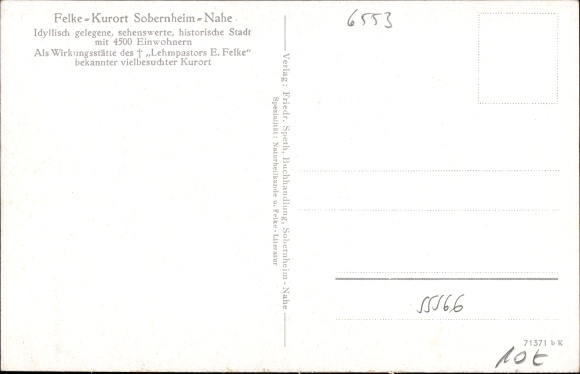 Felke-Kurort Sobernheim-Nahe
Idyllisch gelegene, sehenswerte, historische Stadt
mit 4500 Einwohnern
Als Wirkungsstätte des † „Lehmpastors E. Felke“
bekannter vielbesuchter Kurort
6553
Verlag: Friedr. Speth, Buchhandlung, Sobernheim-Nahe
Spezialität: Naturheilkunde u. Felke-Literatur
55566
71371 b K
10€